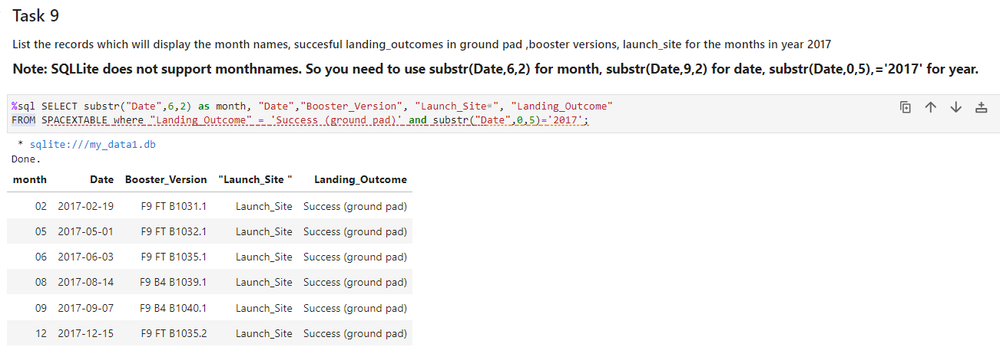 Task 9
List the records which will display the month names, succesful landing_outcomes in ground pad ,booster versions, launch_site for the months in year 2017
Note: SQLLite does not support monthnames. So you need to use substr(Date,6,2) for month, substr(Date,9,2) for date, substr(Date,0,5),='2017' for year.
%sql SELECT substr("Date",6,2) as month, "Date","Booster_Version", "Launch_Site ", "Landing_Outcome"
FROM SPACEXTABLE where "Landing_Outcome" = 'Success (ground pad)' and substr("Date",0,5)='2017';
* sqlite:///my_data1.db
Done.
month Date Booster_Version "Launch_Site " Landing_Outcome
02 2017-02-19 F9 FT B1031.1 Launch_Site Success (ground pad)
05 2017-05-01 F9 FT B1032.1 Launch_Site Success (ground pad)
06 2017-06-03 F9 FT B1035.1 Launch_Site Success (ground pad)
08 2017-08-14 F9 B4 B1039.1 Launch_Site Success (ground pad)
09 2017-09-07 F9 B4 B1040.1 Launch_Site Success (ground pad)
12 2017-12-15 F9 FT B1035.2 Launch_Site Success (ground pad)